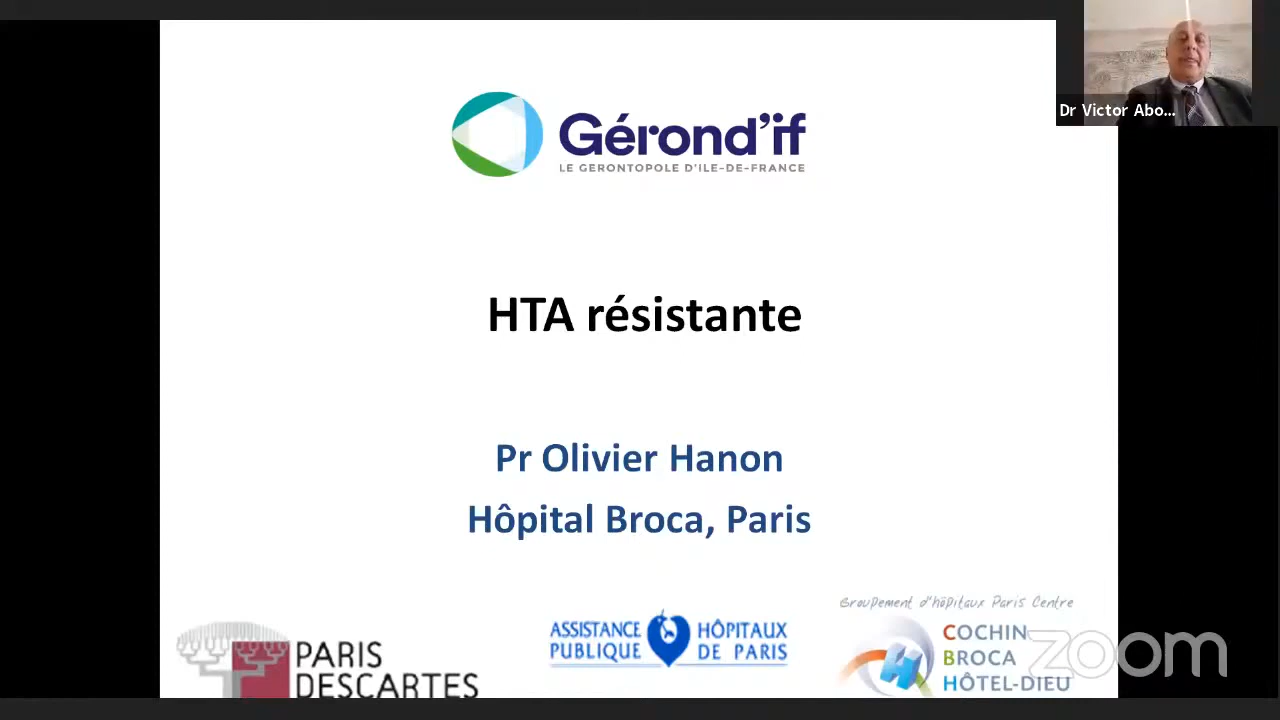 Dr Victor Abo...
Gérond'if
LE GERONTOPOLE D'ILE-DE-FRANCE
HTA résistante
Pr Olivier Hanon
Hôpital Broca, Paris
PARIS
DESCARTES
ASSISTANCE
PUBLIQUE
HÔPITAUX
DE PARIS
Groupement d'hôpitaux Paris Centre
COCHIN
BROCA
HÔTEL-DIEU
zoom